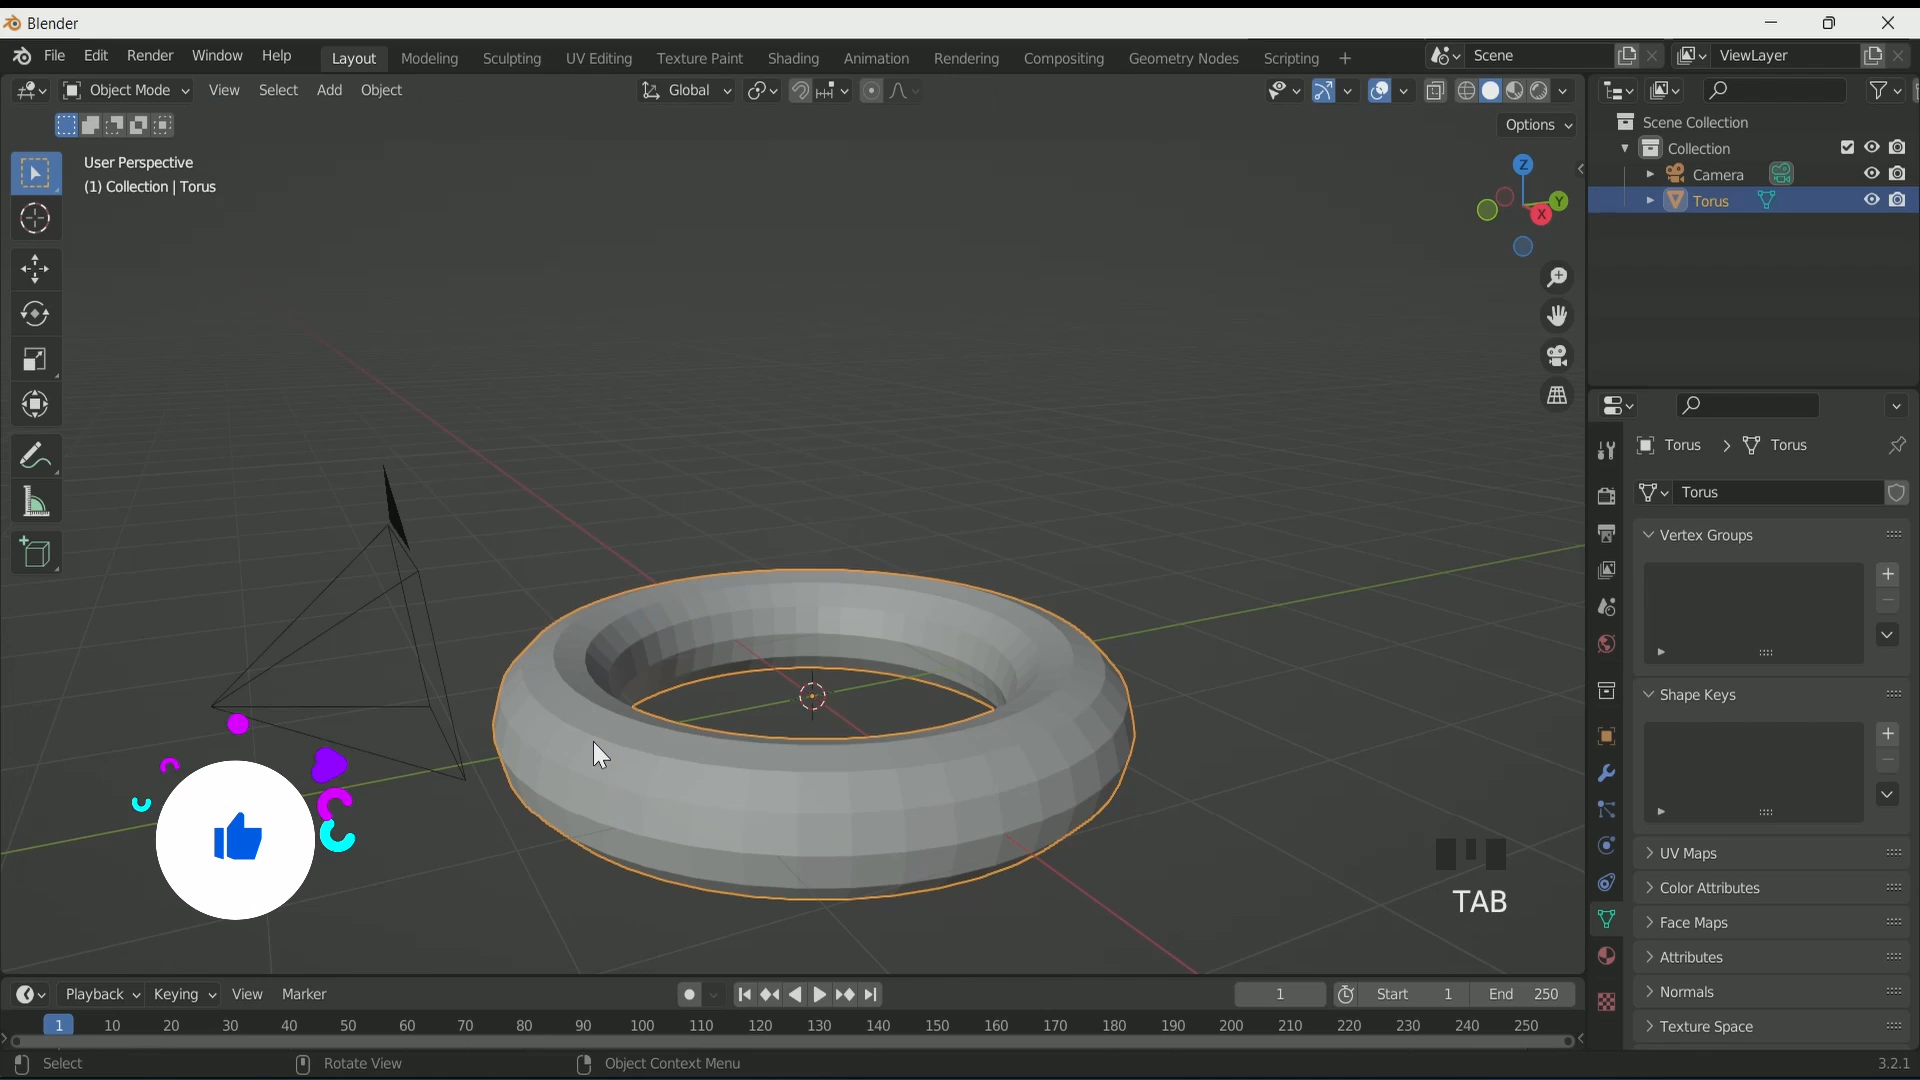 Blender
File Edit Render Window Help Layout Modeling Sculpting UV Editing Texture Paint Shading Animation Rendering Compositing Geometry Nodes Scripting + Scene ViewLayer
Object Mode View Select Add Object Global
Options
User Perspective
(1) Collection | Torus
Z
Y
X
Scene Collection
Collection
Camera
Torus
Torus > Torus
Torus
Vertex Groups
Shape Keys
UV Maps
Color Attributes
Face Maps
Attributes
Normals
Texture Space
TAB
Playback Keying View Marker 1 Start 1 End 250
1 10 20 30 40 50 60 70 80 90 100 110 120 130 140 150 160 170 180 190 200 210 220 230 240 250
Select Rotate View Object Context Menu 3.2.1